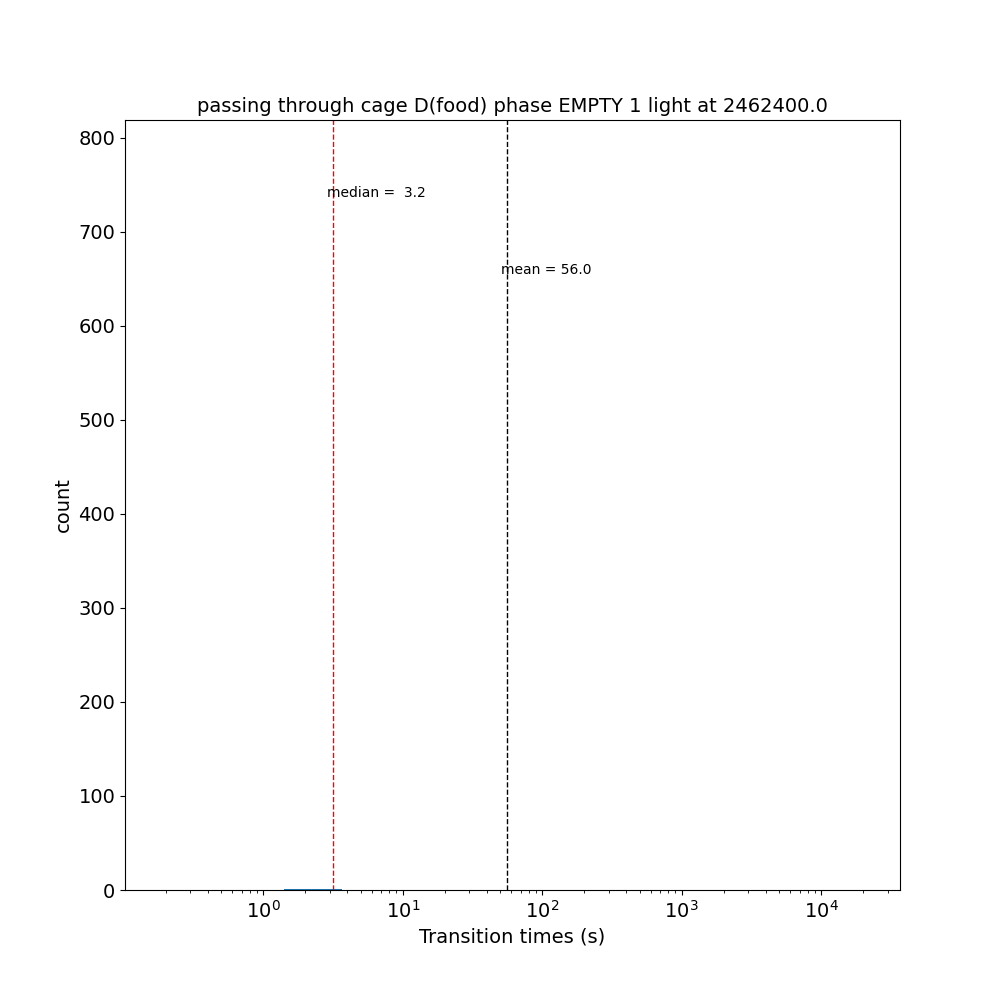 passing through cage D(food) phase EMPTY 1 light at 2462400.0
800
median =  3.2
700
mean = 56.0
600
500
count
400
300
200
100
0
10^0 10^1 10^2 10^3 10^4
Transition times (s)